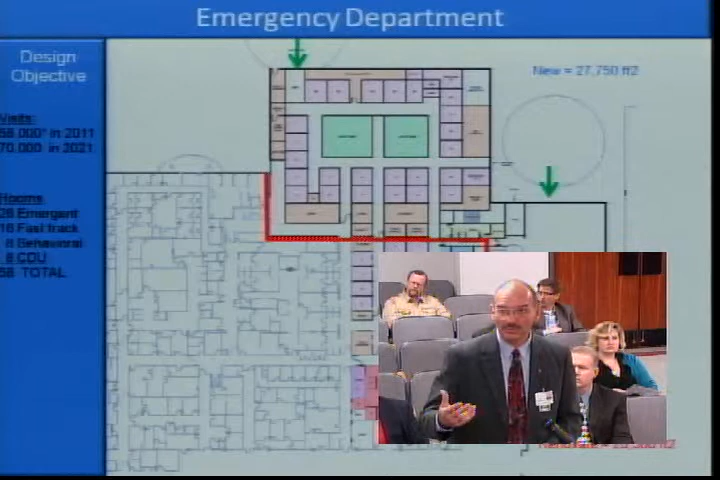 Emergency Department
Design
Objective
New = 27,750 ft2
Visits:
58,000* in 2011
70,000 in 2021
Rooms
26 Emergent
16 Fast track
8 Behavioral
8 CDU
58 TOTAL